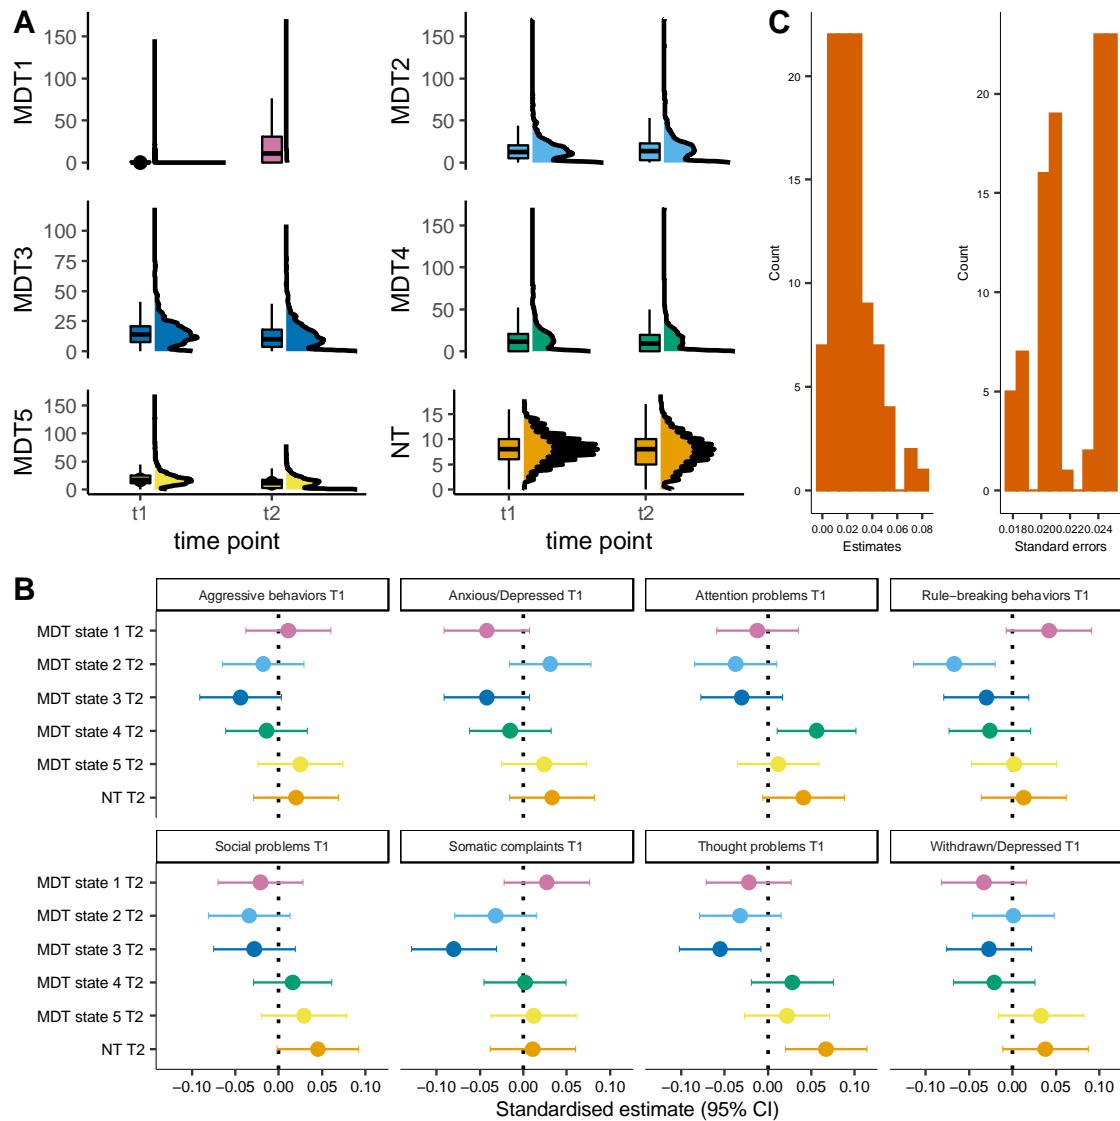 A
MDT1
0
50
100
150
MDT2
0
50
100
150
MDT3
0
25
50
75
100
MDT4
0
50
100
150
MDT5
0
50
100
150
t1
t2
time point
NT
0
5
10
15
t1
t2
time point
C
Count
0
5
10
15
20
0.00 0.02 0.04 0.06 0.08
Estimates
Count
0
5
10
15
20
0.018 0.020 0.022 0.024
Standard errors
B
Aggressive behaviors T1
Anxious/Depressed T1
Attention problems T1
Rule−breaking behaviors T1
MDT state 1 T2
MDT state 2 T2
MDT state 3 T2
MDT state 4 T2
MDT state 5 T2
NT T2
Social problems T1
Somatic complaints T1
Thought problems T1
Withdrawn/Depressed T1
MDT state 1 T2
MDT state 2 T2
MDT state 3 T2
MDT state 4 T2
MDT state 5 T2
NT T2
−0.10 −0.05 0.00 0.05 0.10
−0.10 −0.05 0.00 0.05 0.10
−0.10 −0.05 0.00 0.05 0.10
−0.10 −0.05 0.00 0.05 0.10
Standardised estimate (95% CI)